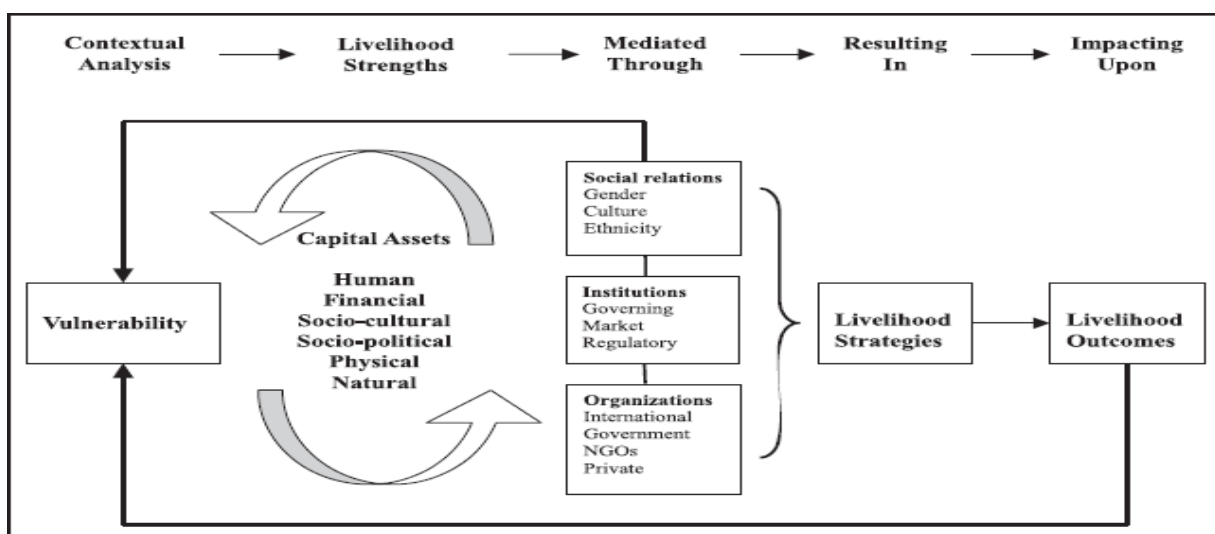 Contextual
Analysis
Livelihood
Strengths
Mediated
Through
Resulting
In
Impacting
Upon
Social relations
Gender
Culture
Ethnicity
Capital Assets
Human
Financial
Socio-cultural
Socio-political
Physical
Natural
Vulnerability
Institutions
Governing
Market
Regulatory
Organizations
International
Government
NGOs
Private
Livelihood
Strategies
Livelihood
Outcomes